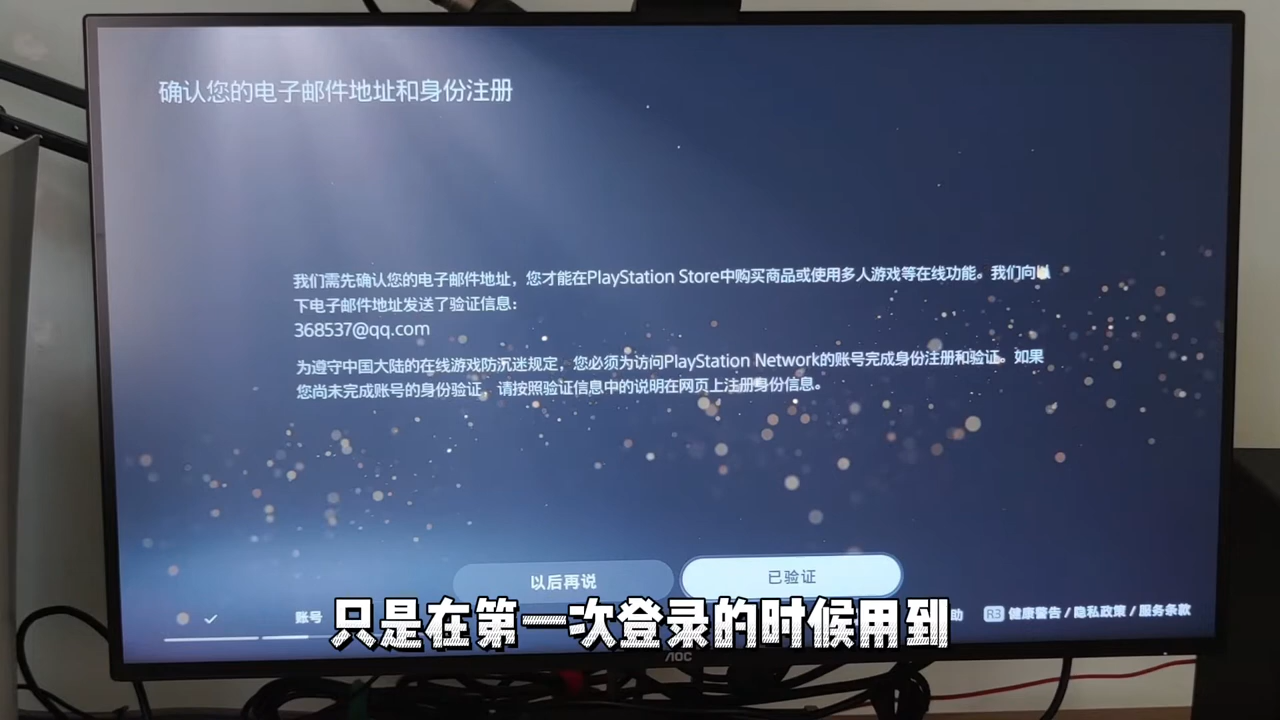 确认您的电子邮件地址和身份注册
我们需先确认您的电子邮件地址，您才能在PlayStation Store中购买商品或使用多人游戏等在线功能。我们向以
下电子邮件地址发送了验证信息：
368537@qq.com
为遵守中国大陆的在线游戏防沉迷规定，您必须为访问PlayStation Network的账号完成身份注册和验证。如果
您尚未完成账号的身份验证，请按照验证信息中的说明在网页上注册身份信息。
以后再说
已验证
账号
助
R3 健康警告 / 隐私政策 / 服务条款
只是在第一次登录的时候用到
AOC